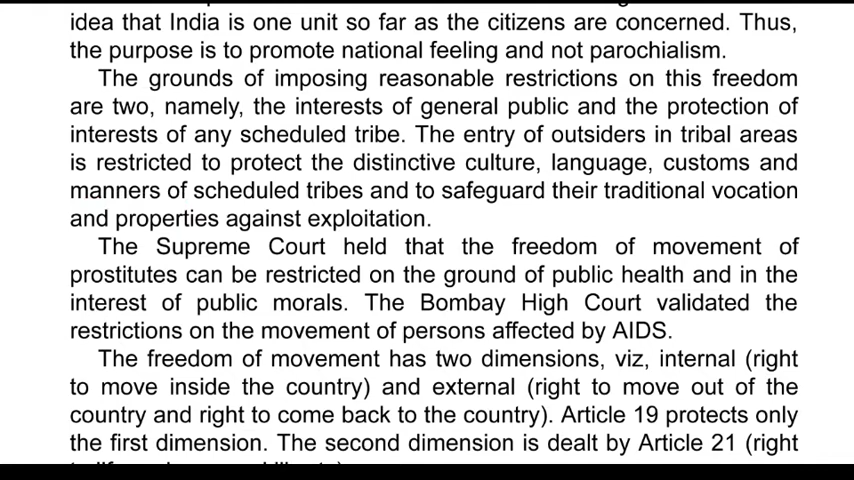 idea that India is one unit so far as the citizens are concerned. Thus,
the purpose is to promote national feeling and not parochialism.
The grounds of imposing reasonable restrictions on this freedom
are two, namely, the interests of general public and the protection of
interests of any scheduled tribe. The entry of outsiders in tribal areas
is restricted to protect the distinctive culture, language, customs and
manners of scheduled tribes and to safeguard their traditional vocation
and properties against exploitation.
The Supreme Court held that the freedom of movement of
prostitutes can be restricted on the ground of public health and in the
interest of public morals. The Bombay High Court validated the
restrictions on the movement of persons affected by AIDS.
The freedom of movement has two dimensions, viz, internal (right
to move inside the country) and external (right to move out of the
country and right to come back to the country). Article 19 protects only
the first dimension. The second dimension is dealt by Article 21 (right